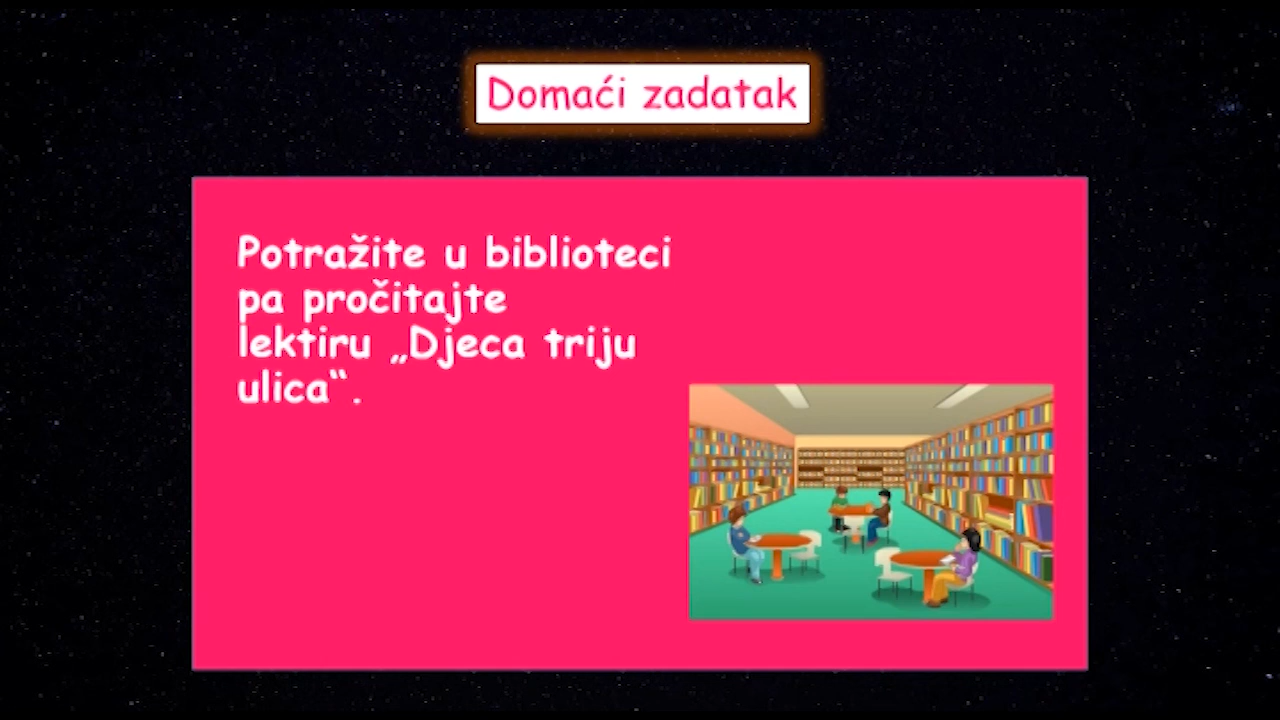 Domaći zadatak
Potražite u biblioteci
pa pročitajte
lektiru „Djeca triju
ulica“.